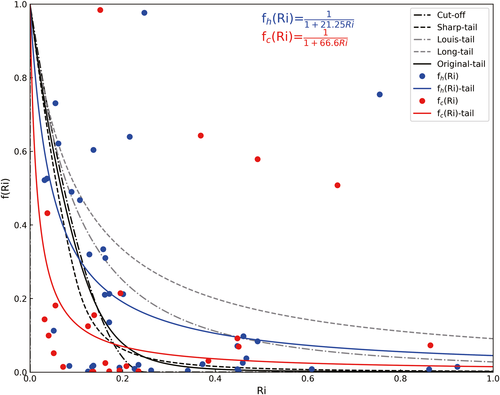 f_h(Ri)=1/(1+21.25Ri)
f_c(Ri)=1/(1+66.6Ri)
Cut-off
Sharp-tail
Louis-tail
Long-tail
Original-tail
f_h(Ri)
f_h(Ri)-tail
f_c(Ri)
f_c(Ri)-tail
f(Ri)
1.0
0.8
0.6
0.4
0.2
0.0
0.0 0.2 0.4 0.6 0.8 1.0
Ri